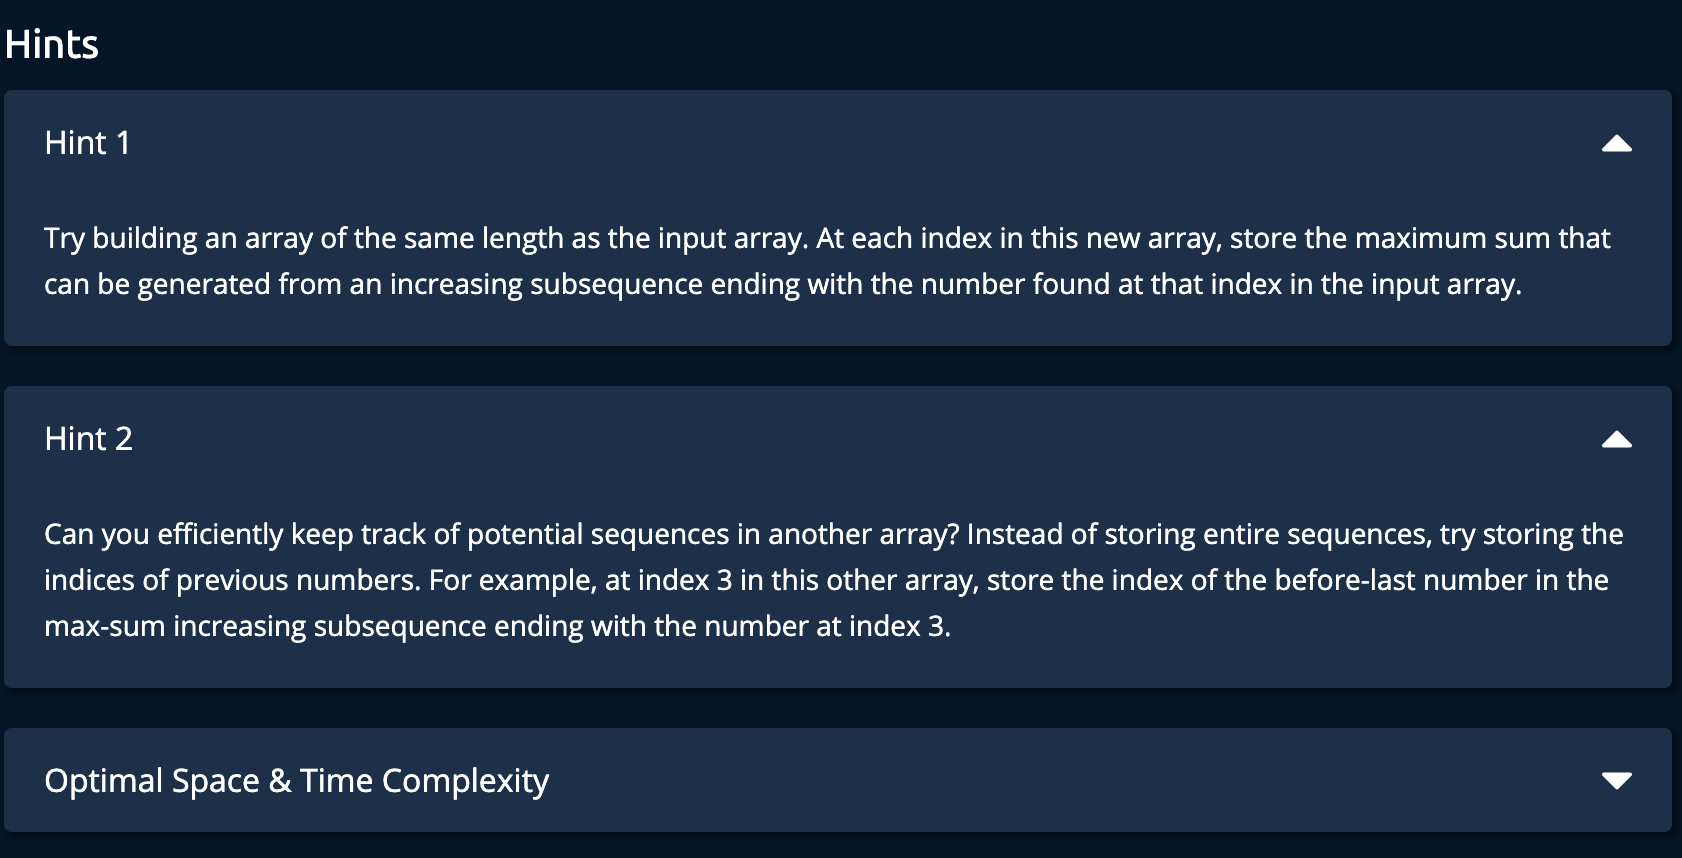 Hints
Hint 1
Try building an array of the same length as the input array. At each index in this new array, store the maximum sum that
can be generated from an increasing subsequence ending with the number found at that index in the input array.
Hint 2
Can you efficiently keep track of potential sequences in another array? Instead of storing entire sequences, try storing the
indices of previous numbers. For example, at index 3 in this other array, store the index of the before-last number in the
max-sum increasing subsequence ending with the number at index 3.
Optimal Space & Time Complexity